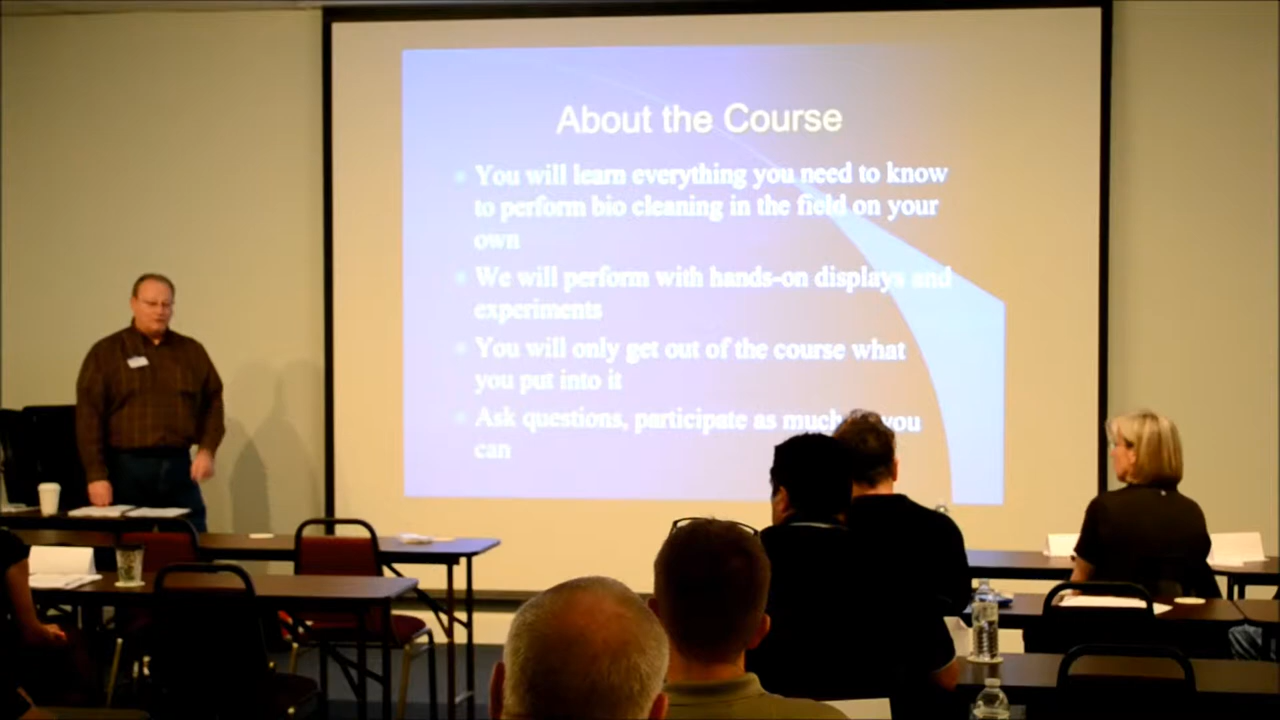 About the Course
You will learn everything you need to know
to perform bio cleaning in the field on your
own
We will perform with hands-on displays and
experiments
You will only get out of the course what
you put into it
Ask questions, participate as much you
can